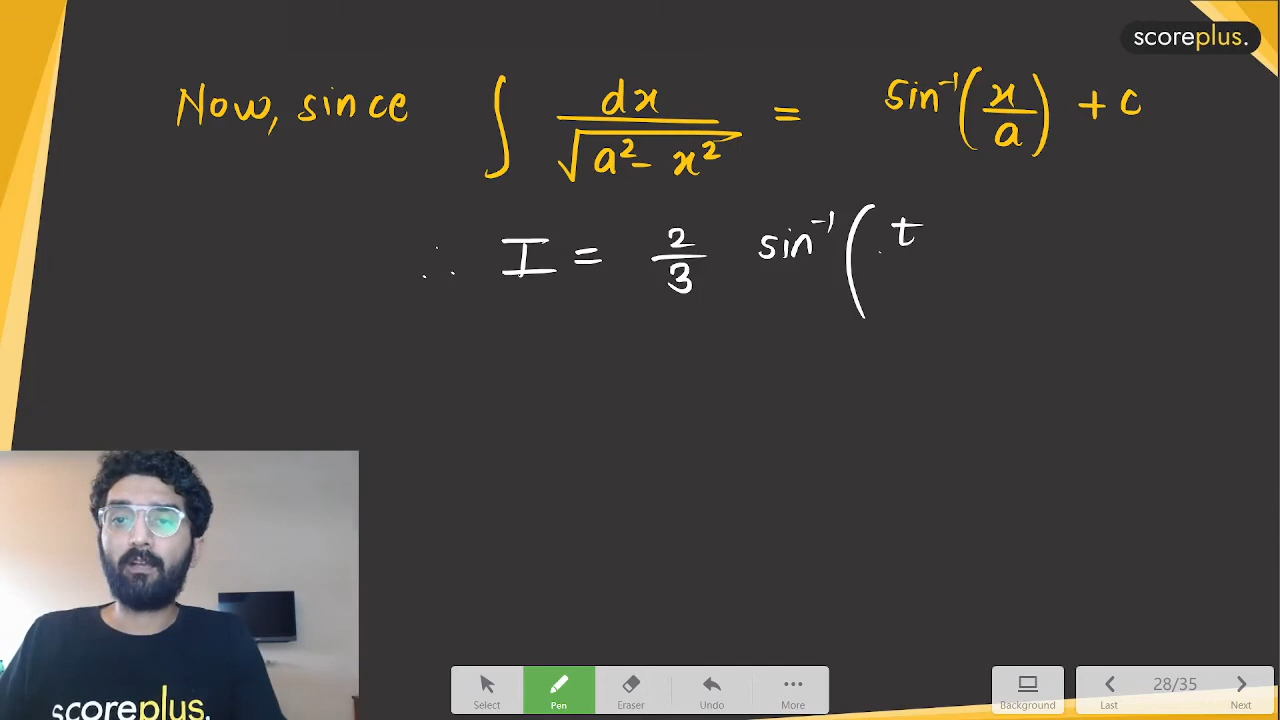 scoreplus.
Now, since ∫ dx / √(a² - x²) = sin⁻¹(x/a) + c
∴ I = 2/3 sin⁻¹( t
scoreplus.
Select Pen Eraser Undo More Background Last 28/35 Next